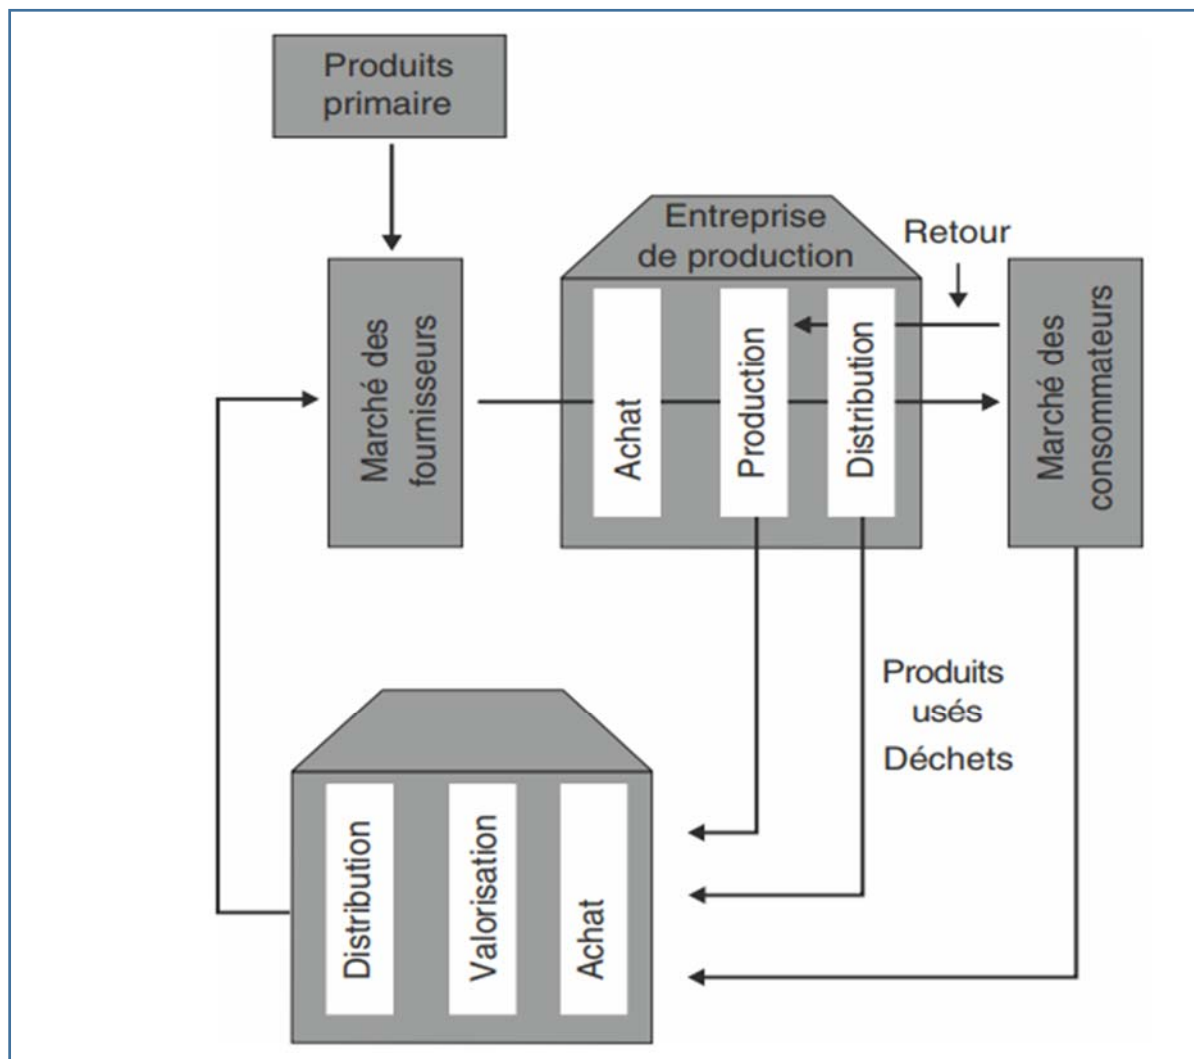 Produits
primaire
Entreprise
de production
Retour
Marché des
fournisseurs
Achat
Production
Distribution
Marché des
consommateurs
Produits
usés
Déchets
Distribution
Valorisation
Achat